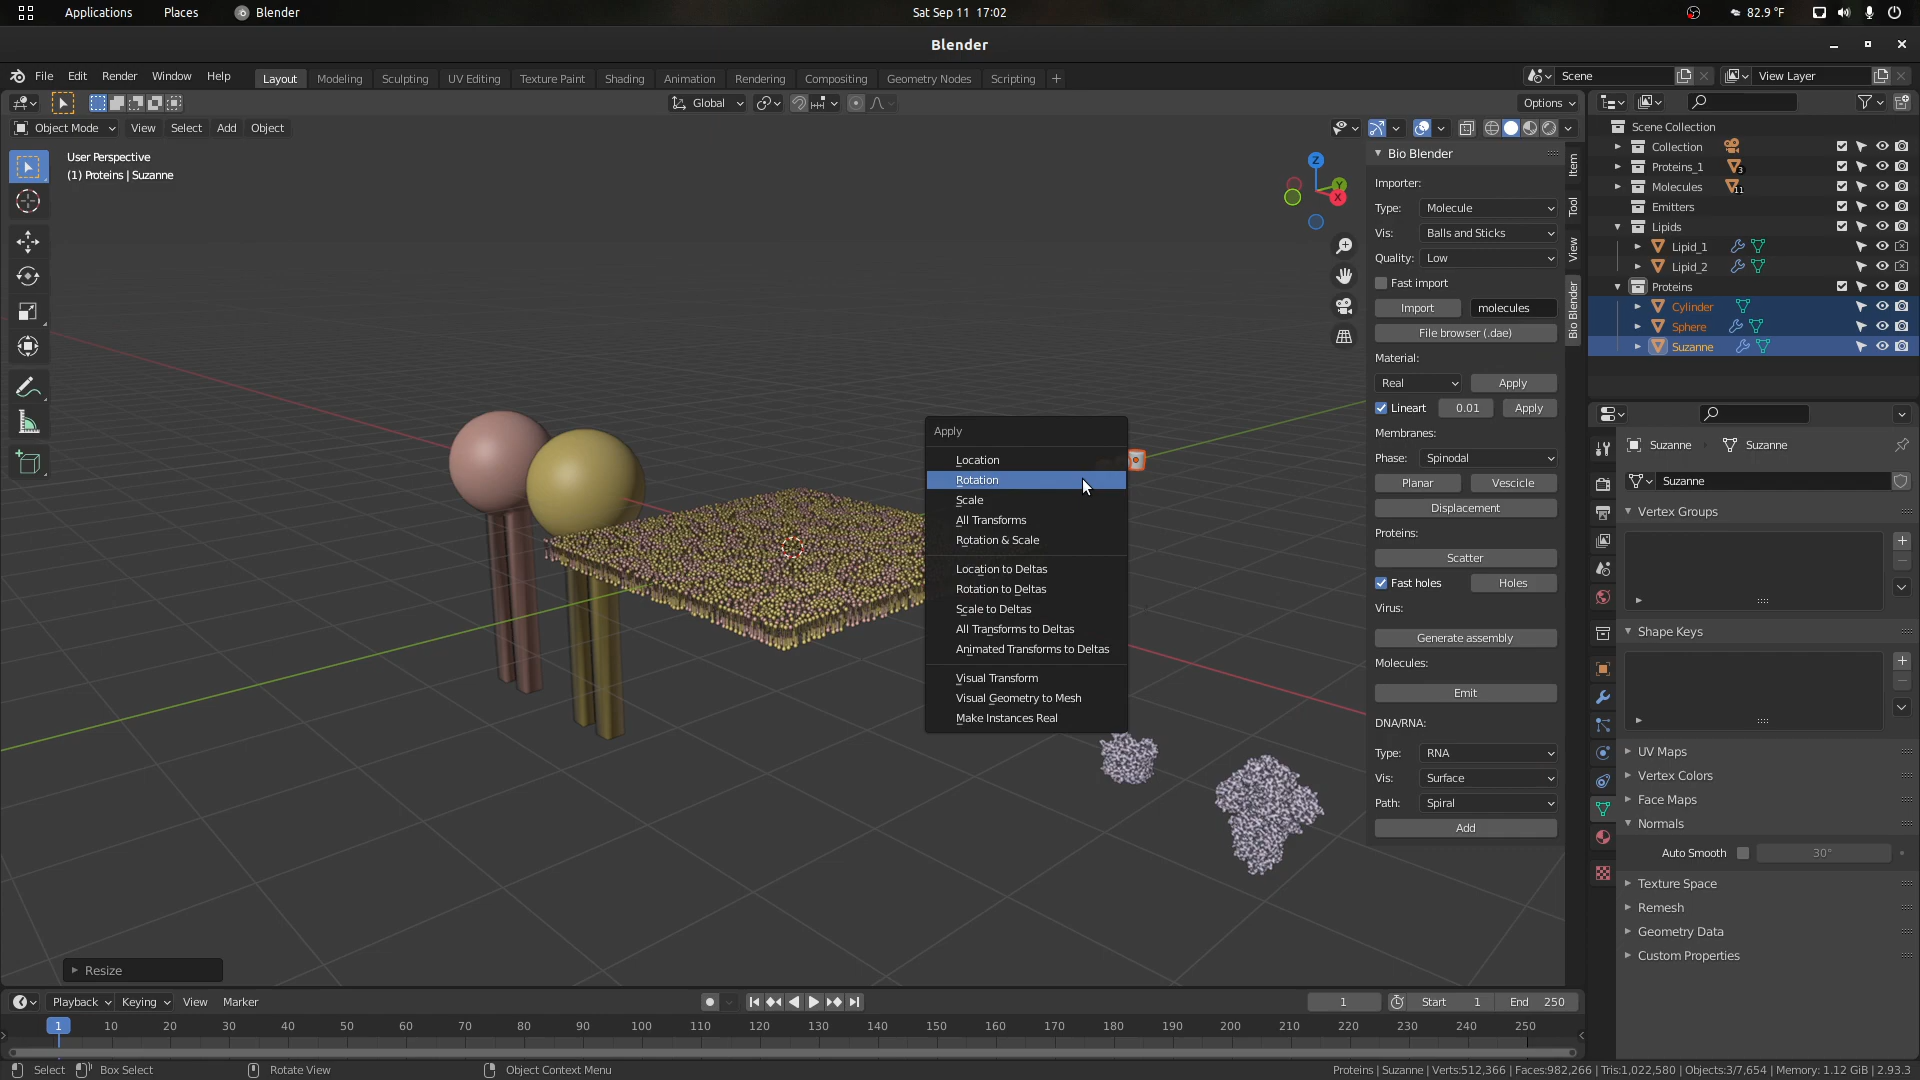 Applications Places Blender Sat Sep 11 17:02 82.9 °F
Blender
File Edit Render Window Help Layout Modeling Sculpting UV Editing Texture Paint Shading Animation Rendering Compositing Geometry Nodes Scripting + Scene View Layer
Global Options
Object Mode View Select Add Object
User Perspective
(1) Proteins | Suzanne
Z
Y
X
Bio Blender
Importer:
Type: Molecule
Vis: Balls and Sticks
Quality: Low
Fast import
Import molecules
File browser (.dae)
Material:
Real Apply
Lineart 0.01 Apply
Membranes:
Phase: Spinodal
Planar Vescicle
Displacement
Proteins:
Scatter
Fast holes Holes
Virus:
Generate assembly
Molecules:
Emit
DNA/RNA:
Type: RNA
Vis: Surface
Path: Spiral
Add
Item
Tool
View
Bio Blender
Apply
Location
Rotation
Scale
All Transforms
Rotation & Scale
Location to Deltas
Rotation to Deltas
Scale to Deltas
All Transforms to Deltas
Animated Transforms to Deltas
Visual Transform
Visual Geometry to Mesh
Make Instances Real
Scene Collection
Collection
Proteins_1 3
Molecules 11
Emitters
Lipids
Lipid_1
Lipid_2
Proteins
Cylinder
Sphere
Suzanne
Suzanne Suzanne
Suzanne
Vertex Groups
Shape Keys
UV Maps
Vertex Colors
Face Maps
Normals
Auto Smooth 30°
Texture Space
Remesh
Geometry Data
Custom Properties
Resize
Playback Keying View Marker 1 Start 1 End 250
1 10 20 30 40 50 60 70 80 90 100 110 120 130 140 150 160 170 180 190 200 210 220 230 240 250
Select Box Select Rotate View Object Context Menu Proteins | Suzanne | Verts:512,366 | Faces:982,266 | Tris:1,022,580 | Objects:3/7,654 | Memory: 1.12 GiB | 2.93.3